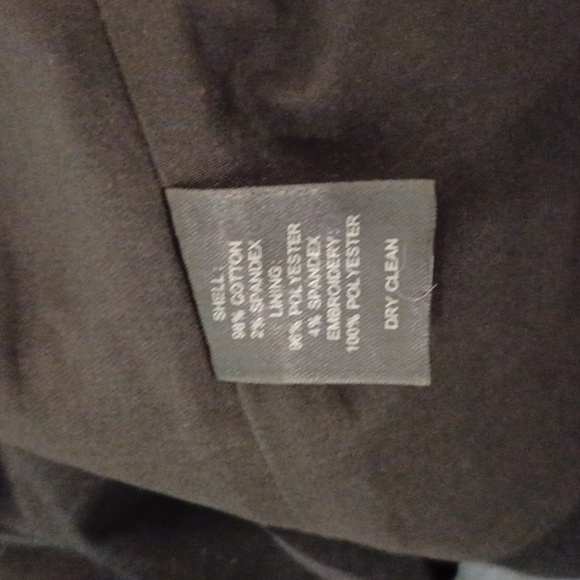 SHELL:
98% COTTON
2% SPANDEX
LINING:
96% POLYESTER
4% SPANDEX
EMBROIDERY:
100% POLYESTER
DRY CLEAN